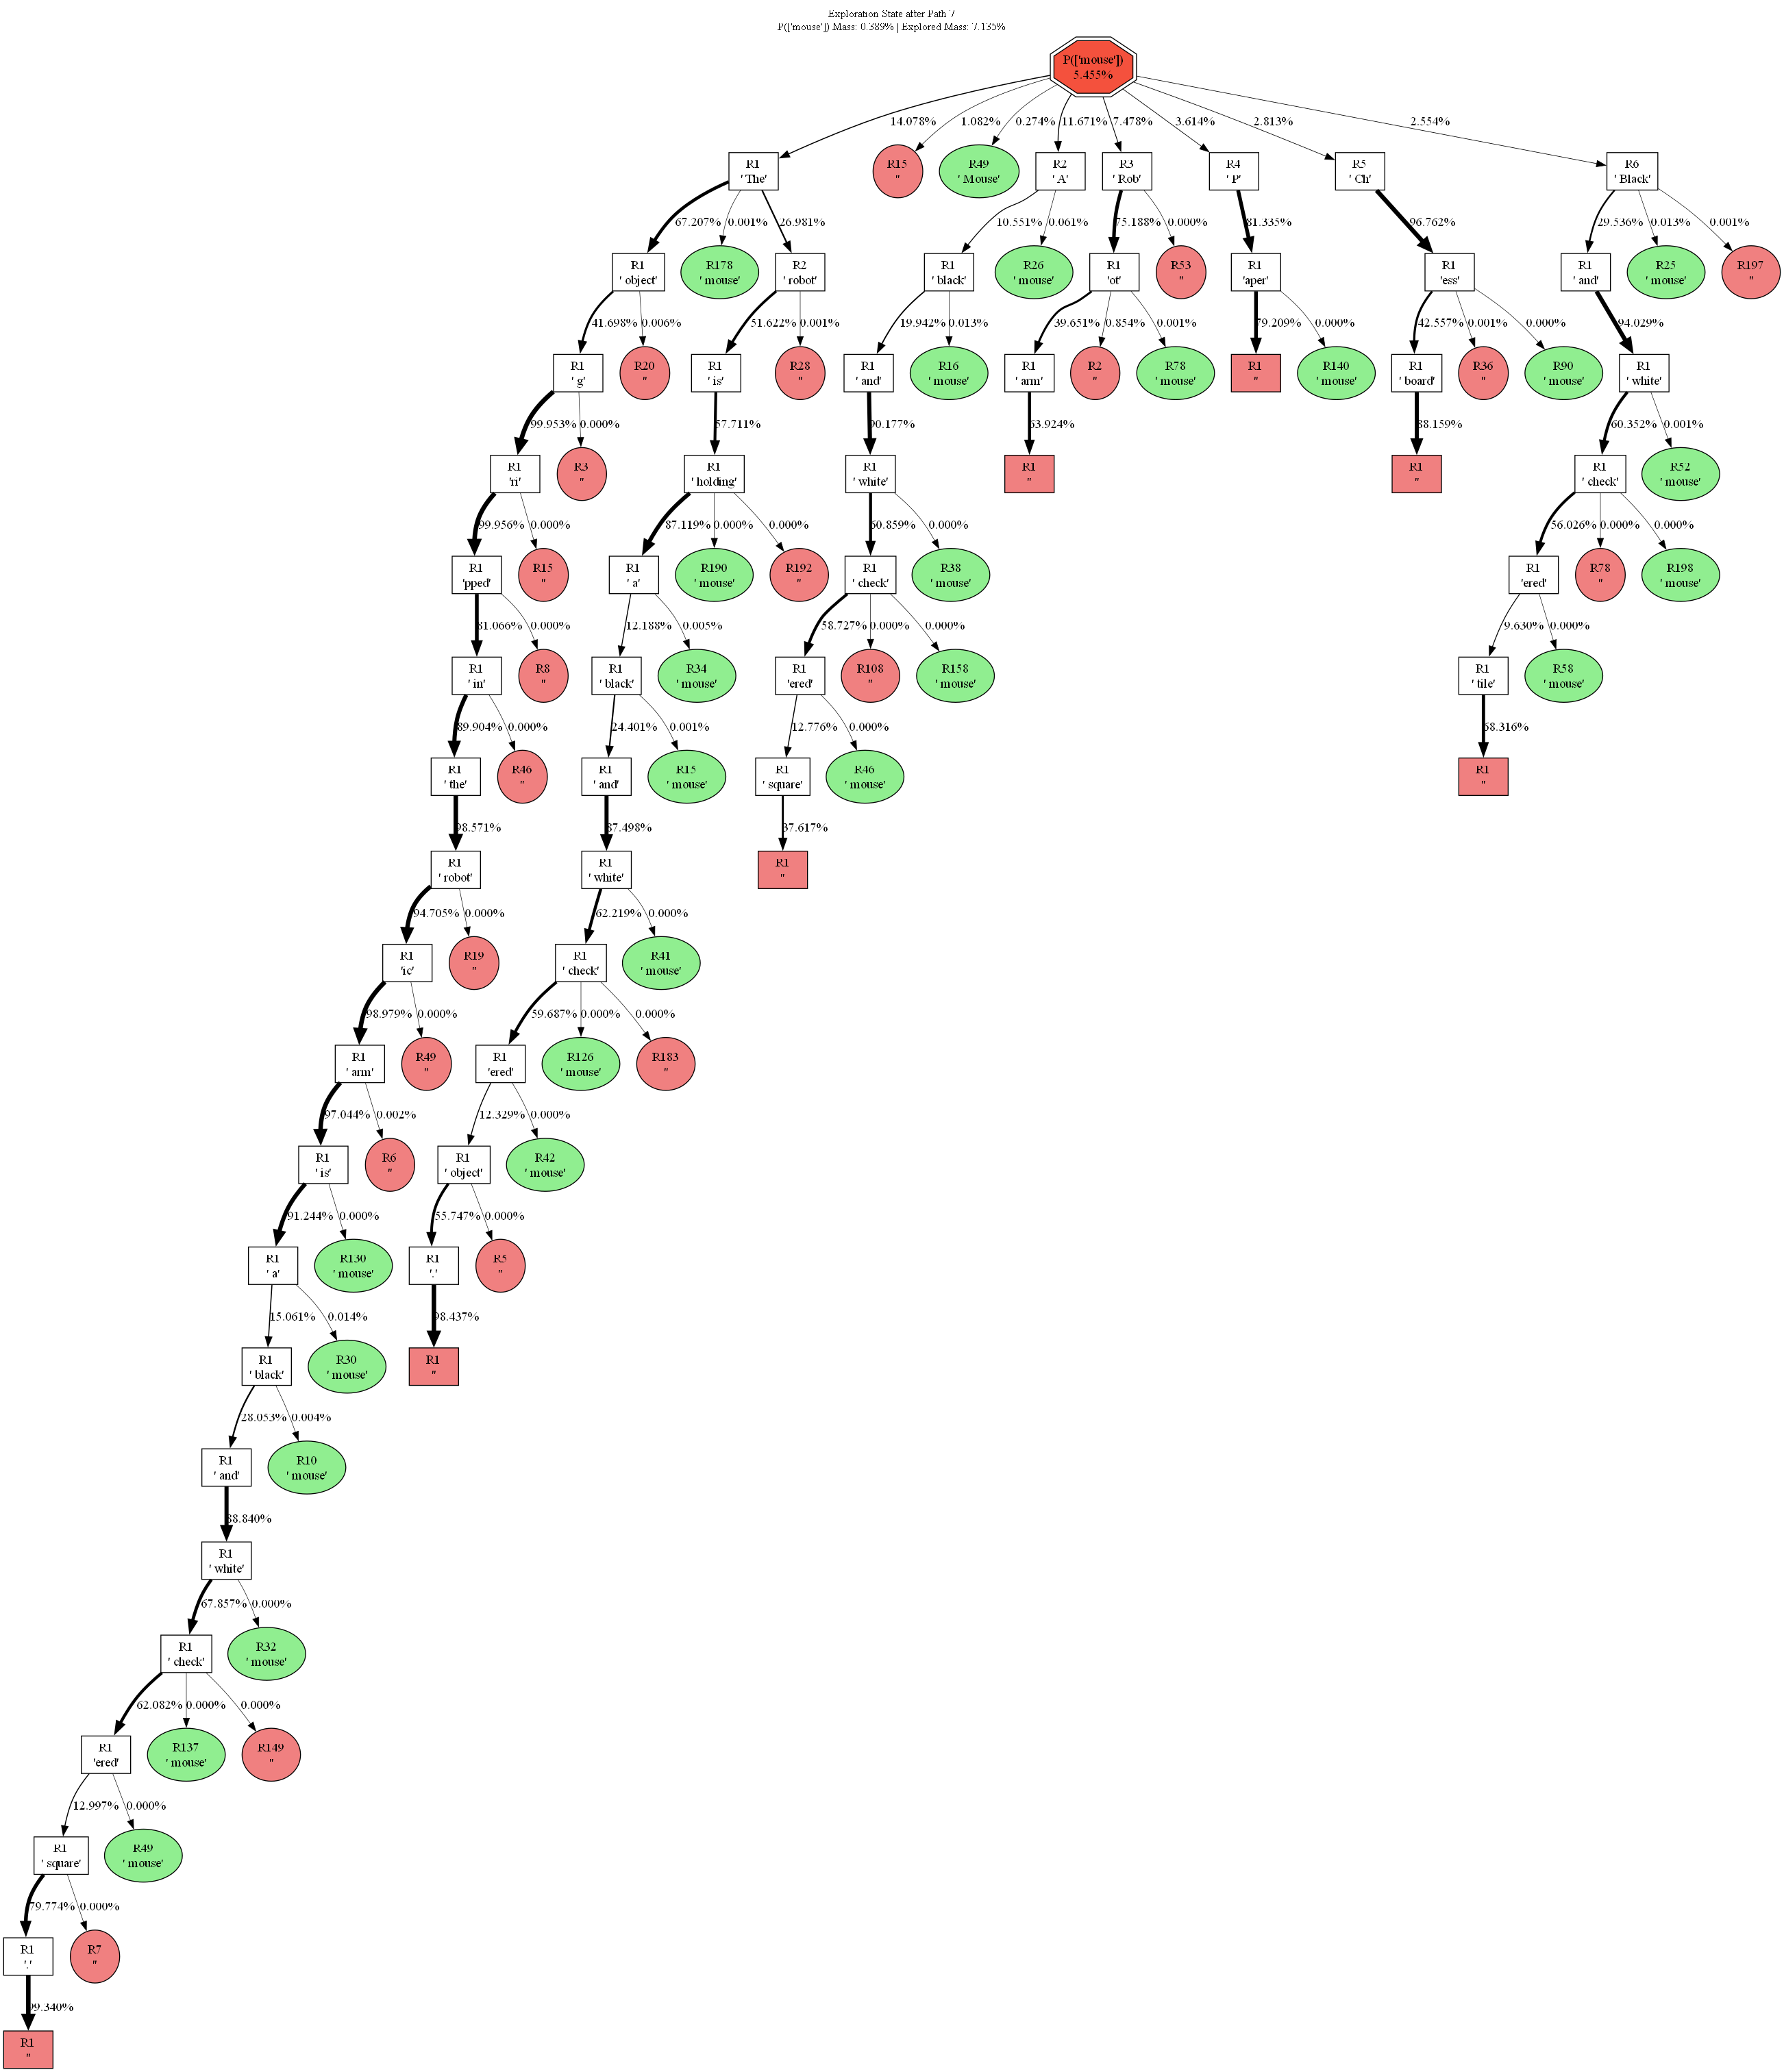 Exploration State after Path 7
P(['mouse']) Mass: 0.389% | Explored Mass: 7.135%
P(['mouse'])
5.455%
14.078% 1.082% 0.274% 11.671% 7.478% 3.614% 2.813% 2.554%
R1 R15 R49 R2 R3 R4 R5 R6
' The' '' ' Mouse' ' A' ' Rob' ' P' ' Ch' ' Black'
67.207% 0.001% 26.981% 10.551% 0.061% 75.188% 0.000% 81.335% 96.762% 29.536% 0.013% 0.001%
R1 R178 R2 R1 R26 R1 R53 R1 R1 R1 R25 R197
' object' ' mouse' ' robot' ' black' ' mouse' 'ot' '' 'aper' 'ess' ' and' ' mouse' ''
41.698% 0.006% 51.622% 0.001% 19.942% 0.013% 39.651% 0.854% 0.001% 79.209% 0.000% 42.557% 0.001% 0.000% 94.029%
R1 R20 R1 R28 R1 R16 R1 R2 R78 R1 R140 R1 R36 R90 R1
' g' '' ' is' '' ' and' ' mouse' ' arm' '' ' mouse' '' ' mouse' ' board' '' ' mouse' ' white'
99.953% 0.000% 57.711% 90.177% 63.924% 88.159% 60.352% 0.001%
R1 R3 R1 R1 R1 R1 R1 R52
'ri' '' ' holding' ' white' '' '' ' check' ' mouse'
99.956% 0.000% 87.119% 0.000% 0.000% 60.859% 0.000% 56.026% 0.000% 0.000%
R1 R15 R1 R190 R192 R1 R38 R1 R78 R198
'pped' '' ' a' ' mouse' '' ' check' ' mouse' 'ered' '' ' mouse'
81.066% 0.000% 12.188% 0.005% 58.727% 0.000% 0.000% 9.630% 0.000%
R1 R8 R1 R34 R1 R108 R158 R1 R58
' in' '' ' black' ' mouse' 'ered' '' ' mouse' ' tile' ' mouse'
89.904% 0.000% 24.401% 0.001% 12.776% 0.000% 68.316%
R1 R46 R1 R15 R1 R46 R1
' the' '' ' and' ' mouse' ' square' ' mouse' ''
98.571% 87.498% 37.617%
R1 R1 R1
' robot' ' white' ''
94.705% 0.000% 62.219% 0.000%
R1 R19 R1 R41
'ic' '' ' check' ' mouse'
98.979% 0.000% 59.687% 0.000% 0.000%
R1 R49 R1 R126 R183
' arm' '' 'ered' ' mouse' ''
97.044% 0.002% 12.329% 0.000%
R1 R6 R1 R42
' is' '' ' object' ' mouse'
91.244% 0.000% 55.747% 0.000%
R1 R130 R1 R5
' a' ' mouse' '.' ''
15.061% 0.014% 98.437%
R1 R30 R1
' black' ' mouse' ''
28.053% 0.004%
R1 R10
' and' ' mouse'
88.840%
R1
' white'
67.857% 0.000%
R1 R32
' check' ' mouse'
62.082% 0.000% 0.000%
R1 R137 R149
'ered' ' mouse' ''
12.997% 0.000%
R1 R49
' square' ' mouse'
79.774% 0.000%
R1 R7
'.' ''
99.340%
R1
''